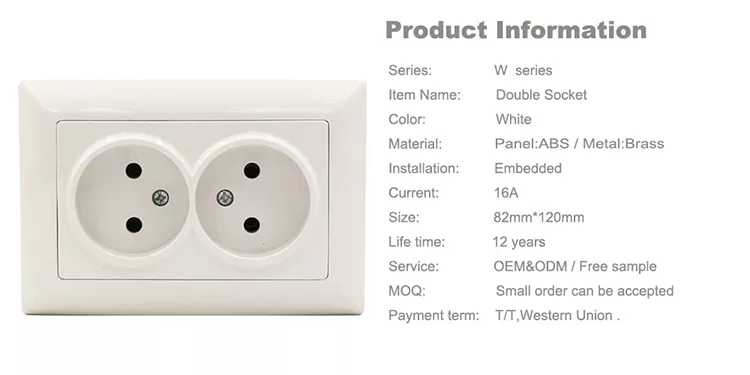 Product Information
Series: W series
Item Name: Double Socket
Color: White
Material: Panel:ABS / Metal:Brass
Installation: Embedded
Current: 16A
Size: 82mm*120mm
Life time: 12 years
Service: OEM&ODM / Free sample
MOQ: Small order can be accepted
Payment term: T/T,Western Union .